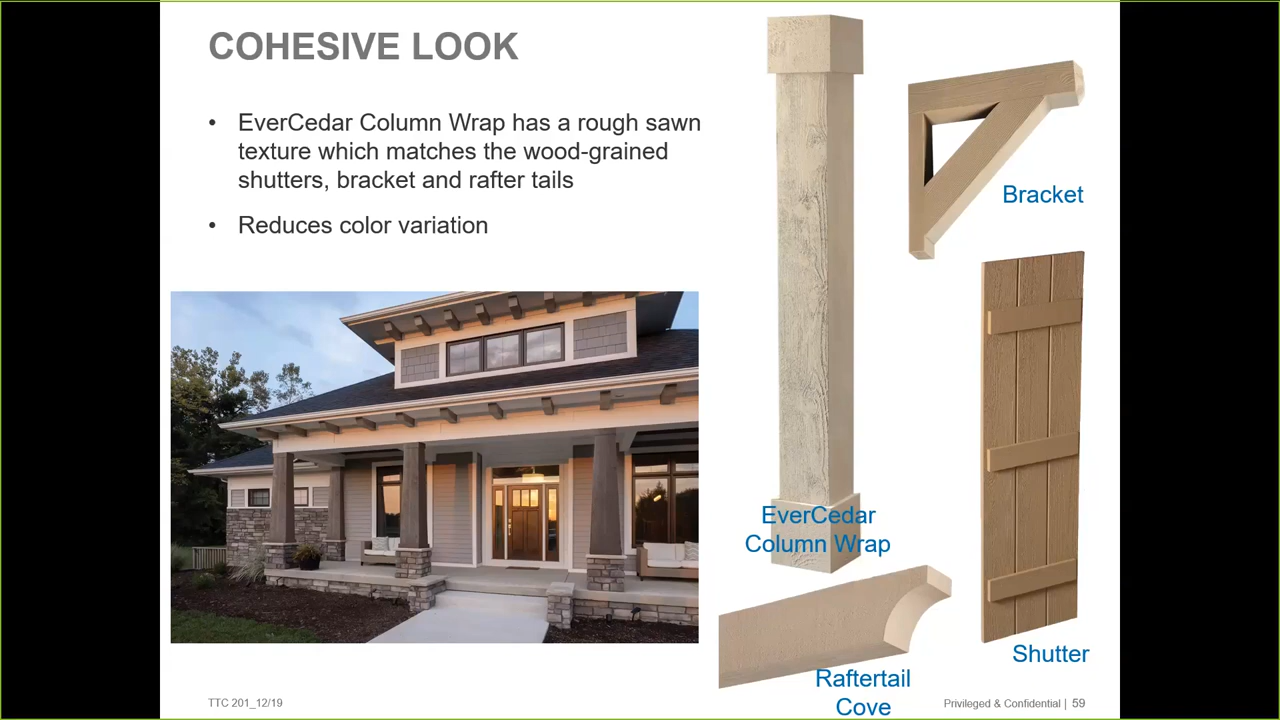 COHESIVE LOOK
• EverCedar Column Wrap has a rough sawn
texture which matches the wood-grained
shutters, bracket and rafter tails
• Reduces color variation
Bracket
EverCedar
Column Wrap
Shutter
Raftertail
Cove
TTC 201_12/19
Privileged & Confidential | 59